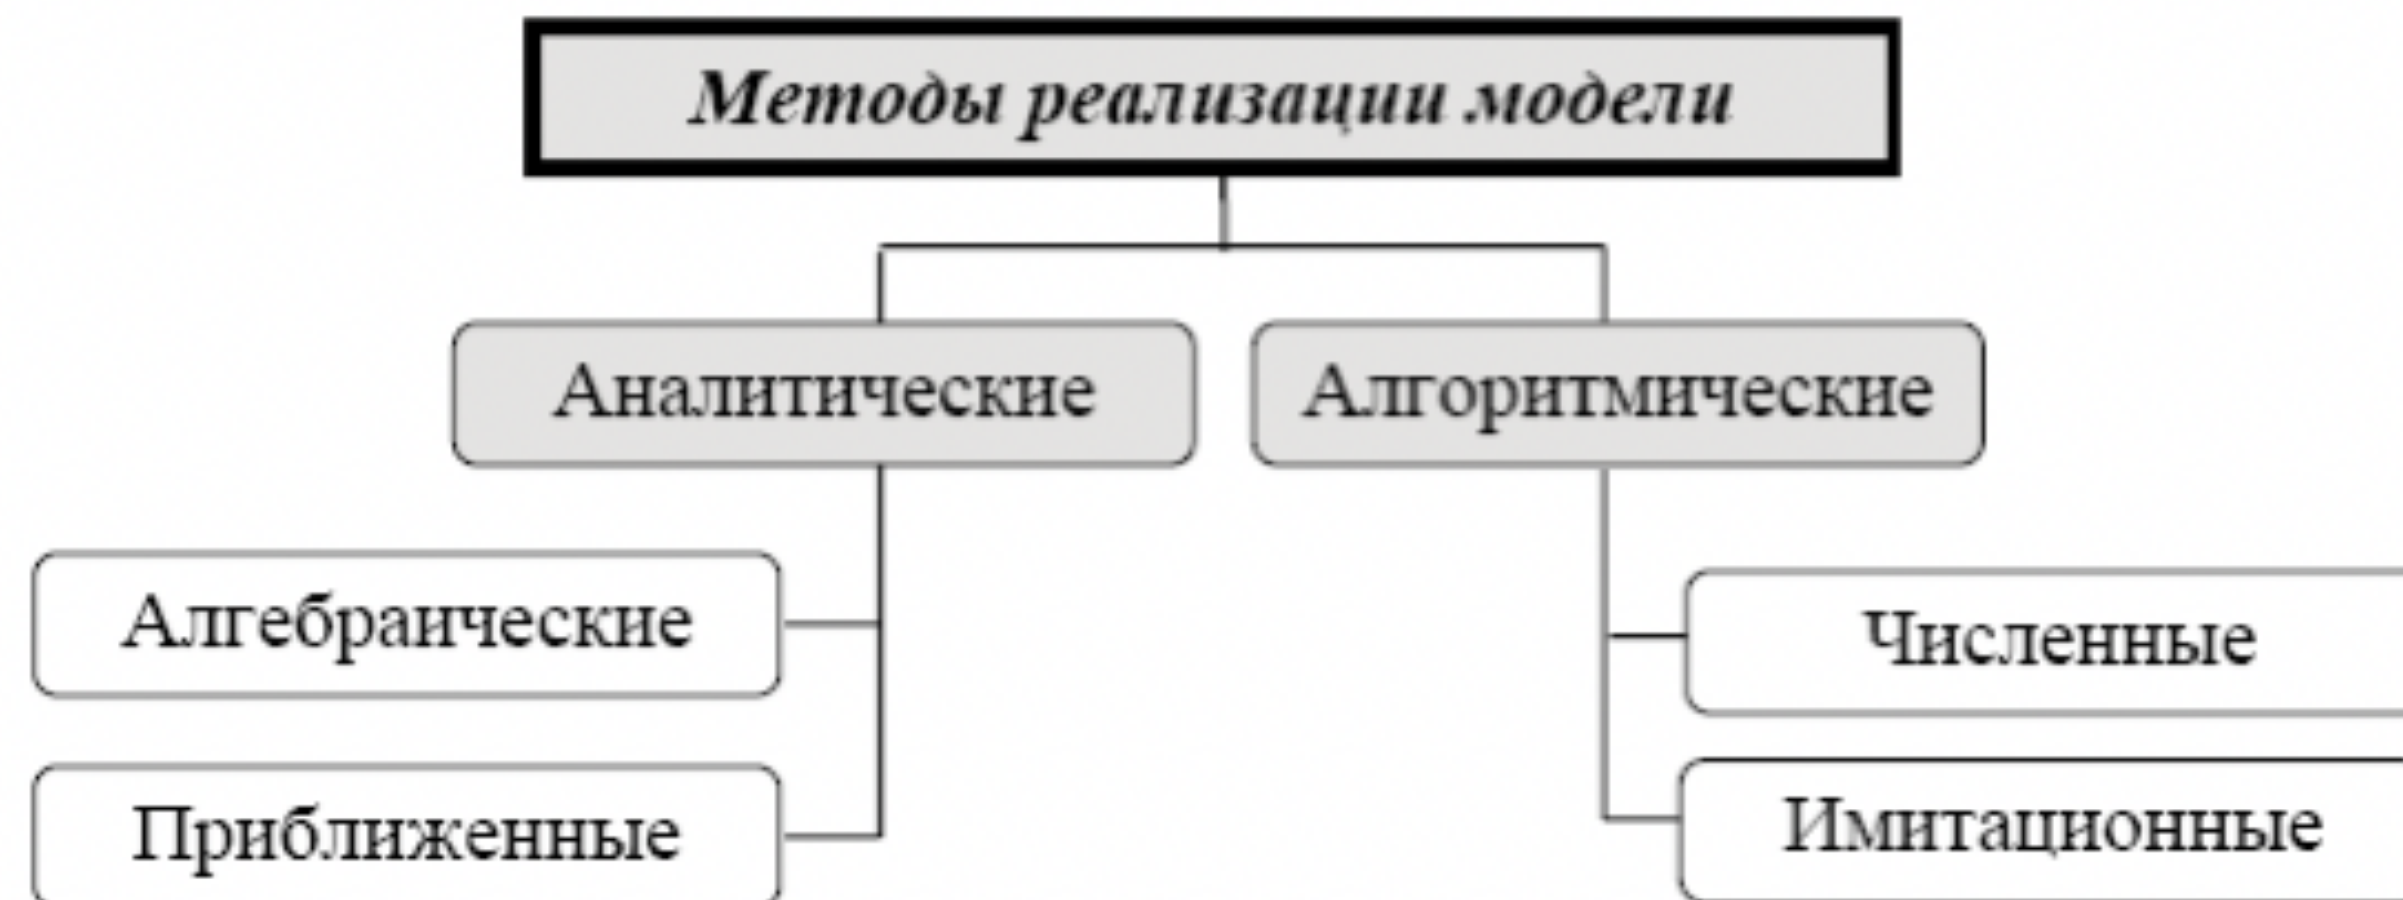 Методы реализации модели
Аналитические
Алгоритмические
Алгебраические
Численные
Приближенные
Имитационные